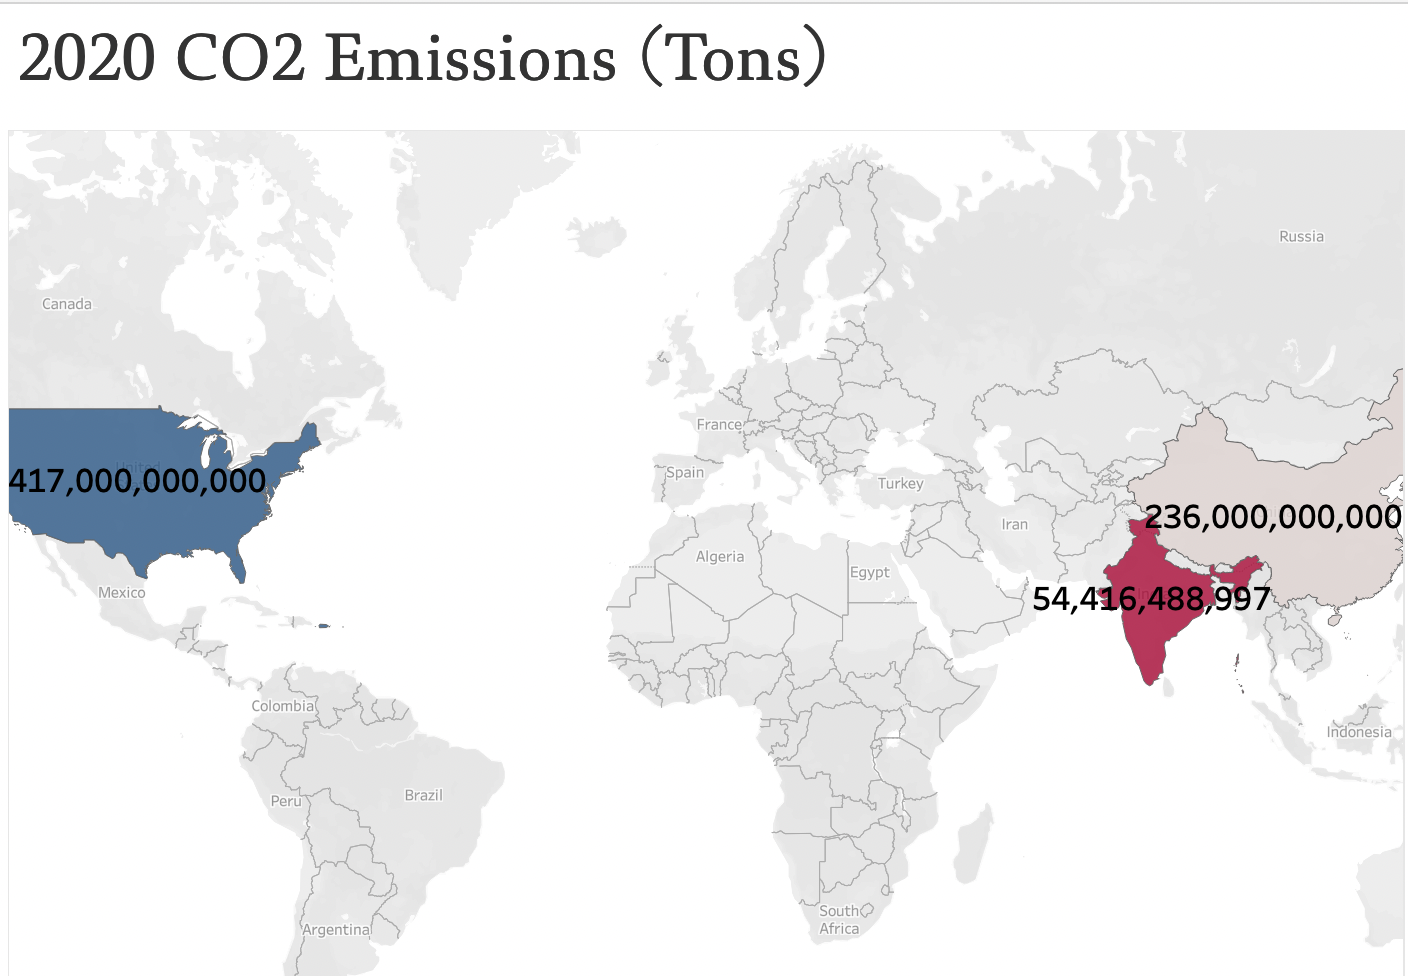 2020 CO2 Emissions (Tons)
Russia
Canada
France
United
417,000,000,000
Spain
Turkey
236,000,000,000
Iran
Algeria
Egypt
Mexico
54,416,488,997
Colombia
Indonesia
Brazil
Peru
South
Africa
Argentina